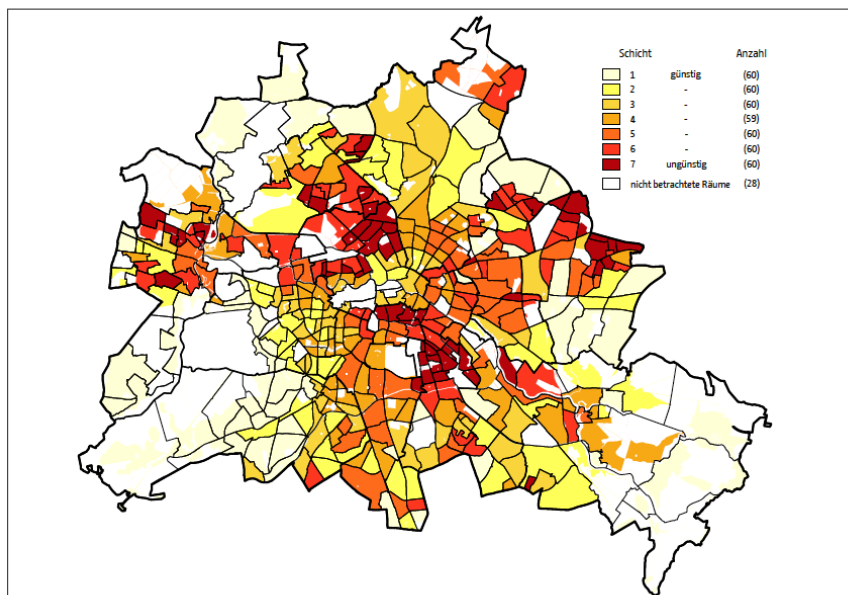 Schicht Anzahl
1 günstig (60)
2 - (60)
3 - (60)
4 - (59)
5 - (60)
6 - (60)
7 ungünstig (60)
nicht betrachtete Räume (28)